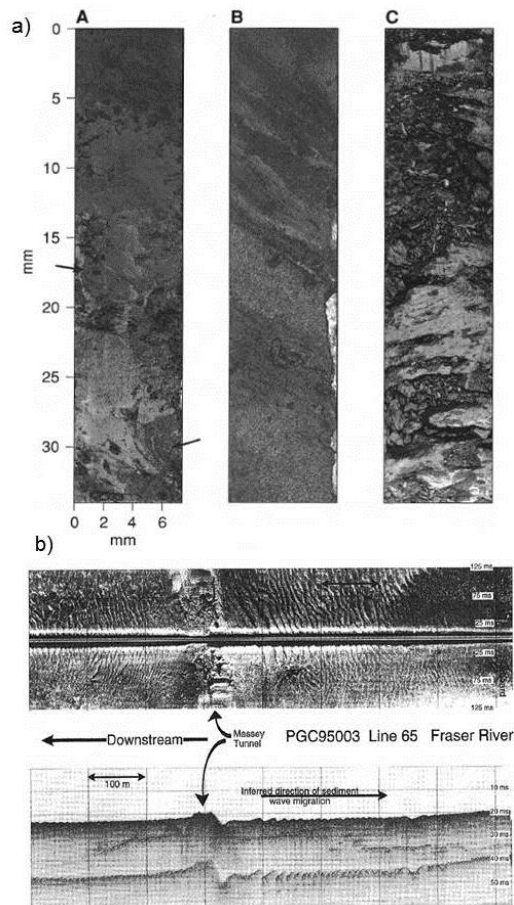 a)
A B C
0
5
10
15
20
25
30
mm
0 2 4 6
mm
b)
125 ms
75 ms
25 ms
25 ms
75 ms
125 ms
Downstream
Massey
Tunnel
PGC95003 Line 65 Fraser River
100 m
Inferred direction of sediment
wave migration
10 ms
20 ms
30 ms
40 ms
50